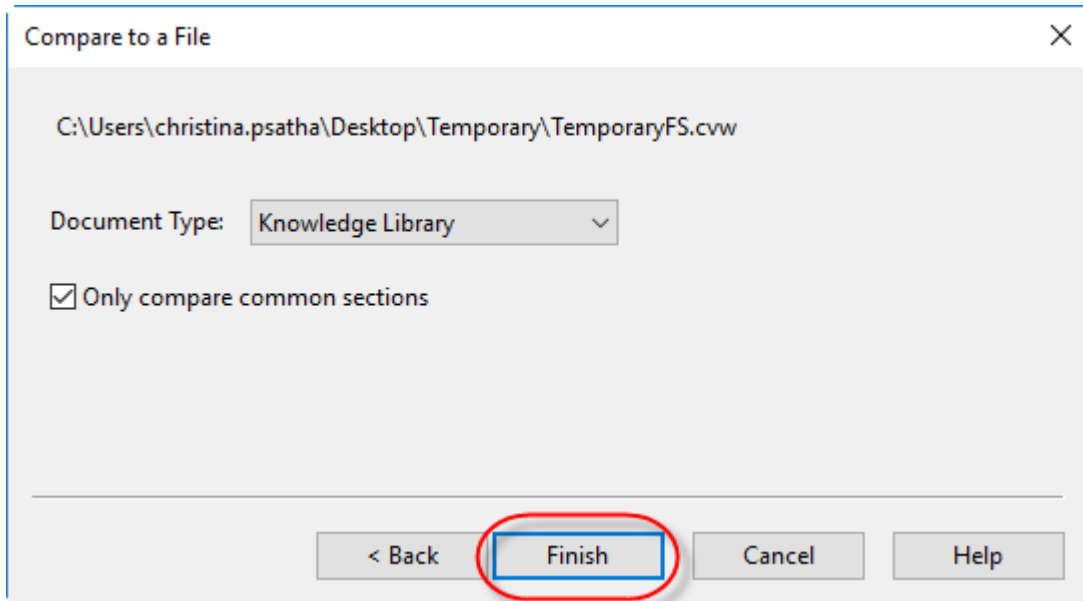 Compare to a File
C:\Users\christina.psatha\Desktop\Temporary\TemporaryFS.cvw
Document Type: Knowledge Library
Only compare common sections
< Back Finish Cancel Help